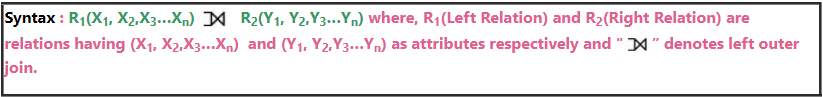 Syntax : R₁(X₁, X₂,X₃...Xₙ) ⟕ R₂(Y₁, Y₂,Y₃...Yₙ) where, R₁(Left Relation) and R₂(Right Relation) are
relations having (X₁, X₂,X₃...Xₙ) and (Y₁, Y₂,Y₃...Yₙ) as attributes respectively and " ⟕ " denotes left outer
join.